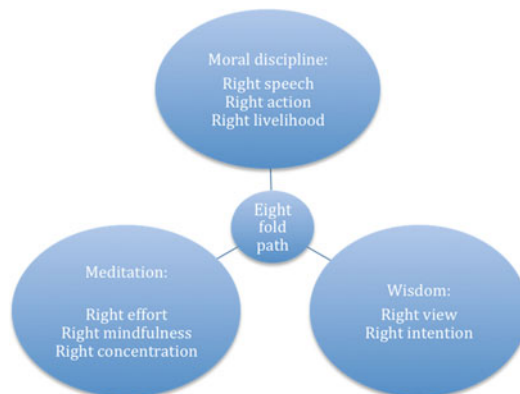 Moral discipline:
Right speech
Right action
Right livelihood
Eight
fold
path
Meditation:
Right effort
Right mindfulness
Right concentration
Wisdom:
Right view
Right intention